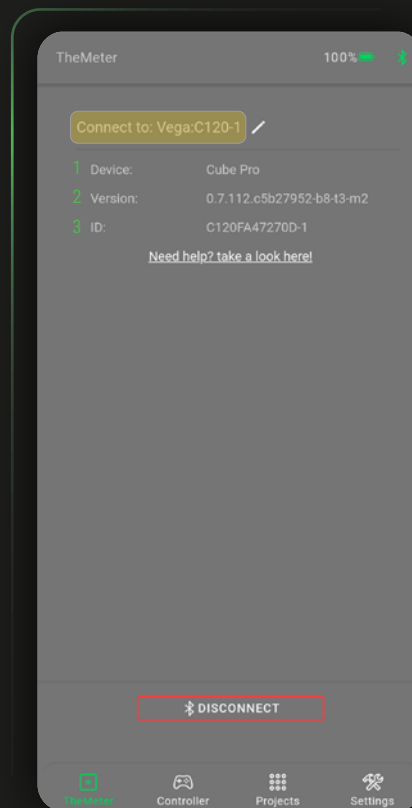 TheMeter 100%
Connect to: Vega:C120-1
1 Device: Cube Pro
2 Version: 0.7.112.c5b27952-b8-t3-m2
3 ID: C120FA47270D-1
Need help? take a look here!
DISCONNECT
TheMeter Controller Projects Settings